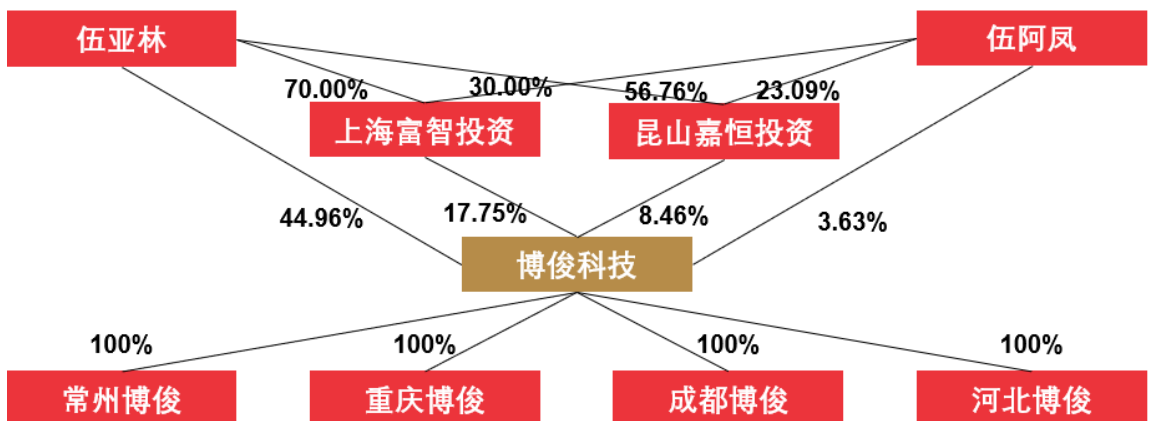 伍亚林
伍阿凤
70.00%
30.00%
56.76%
23.09%
上海富智投资
昆山嘉恒投资
44.96%
17.75%
8.46%
3.63%
博俊科技
100%
100%
100%
100%
常州博俊
重庆博俊
成都博俊
河北博俊